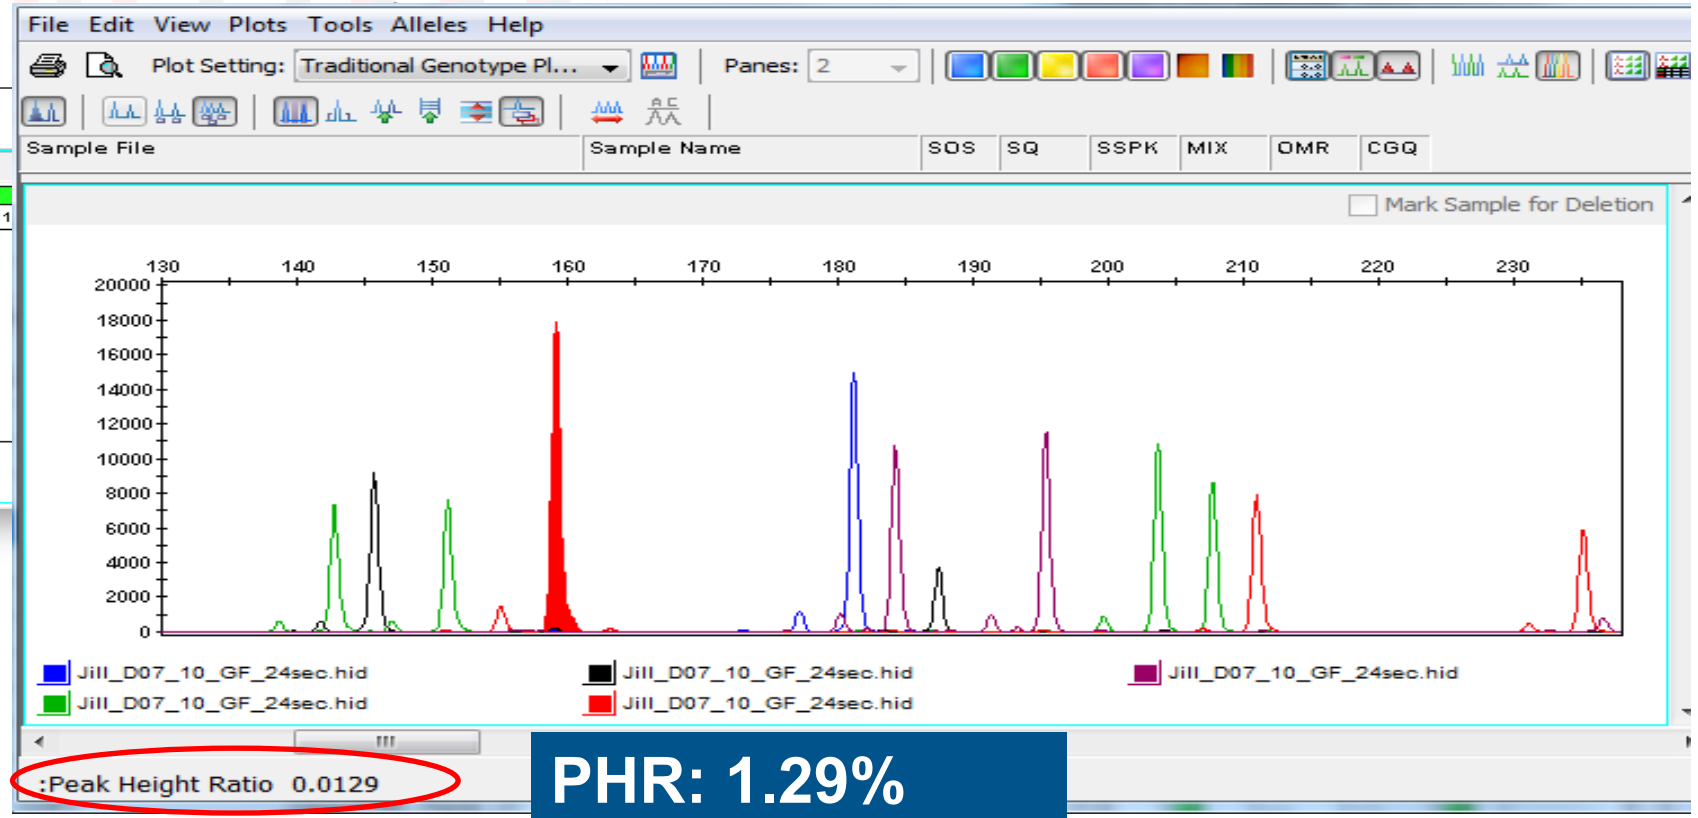 File Edit View Plots Tools Alleles Help
Plot Setting: Traditional Genotype Pl... Panes: 2
Sample File Sample Name SOS SQ SSPK MIX OMR CGQ
1
Mark Sample for Deletion
130 140 150 160 170 180 190 200 210 220 230
20000
18000
16000
14000
12000
10000
8000
6000
4000
2000
0
Jill_D07_10_GF_24sec.hid Jill_D07_10_GF_24sec.hid Jill_D07_10_GF_24sec.hid
Jill_D07_10_GF_24sec.hid Jill_D07_10_GF_24sec.hid
:Peak Height Ratio 0.0129
PHR: 1.29%